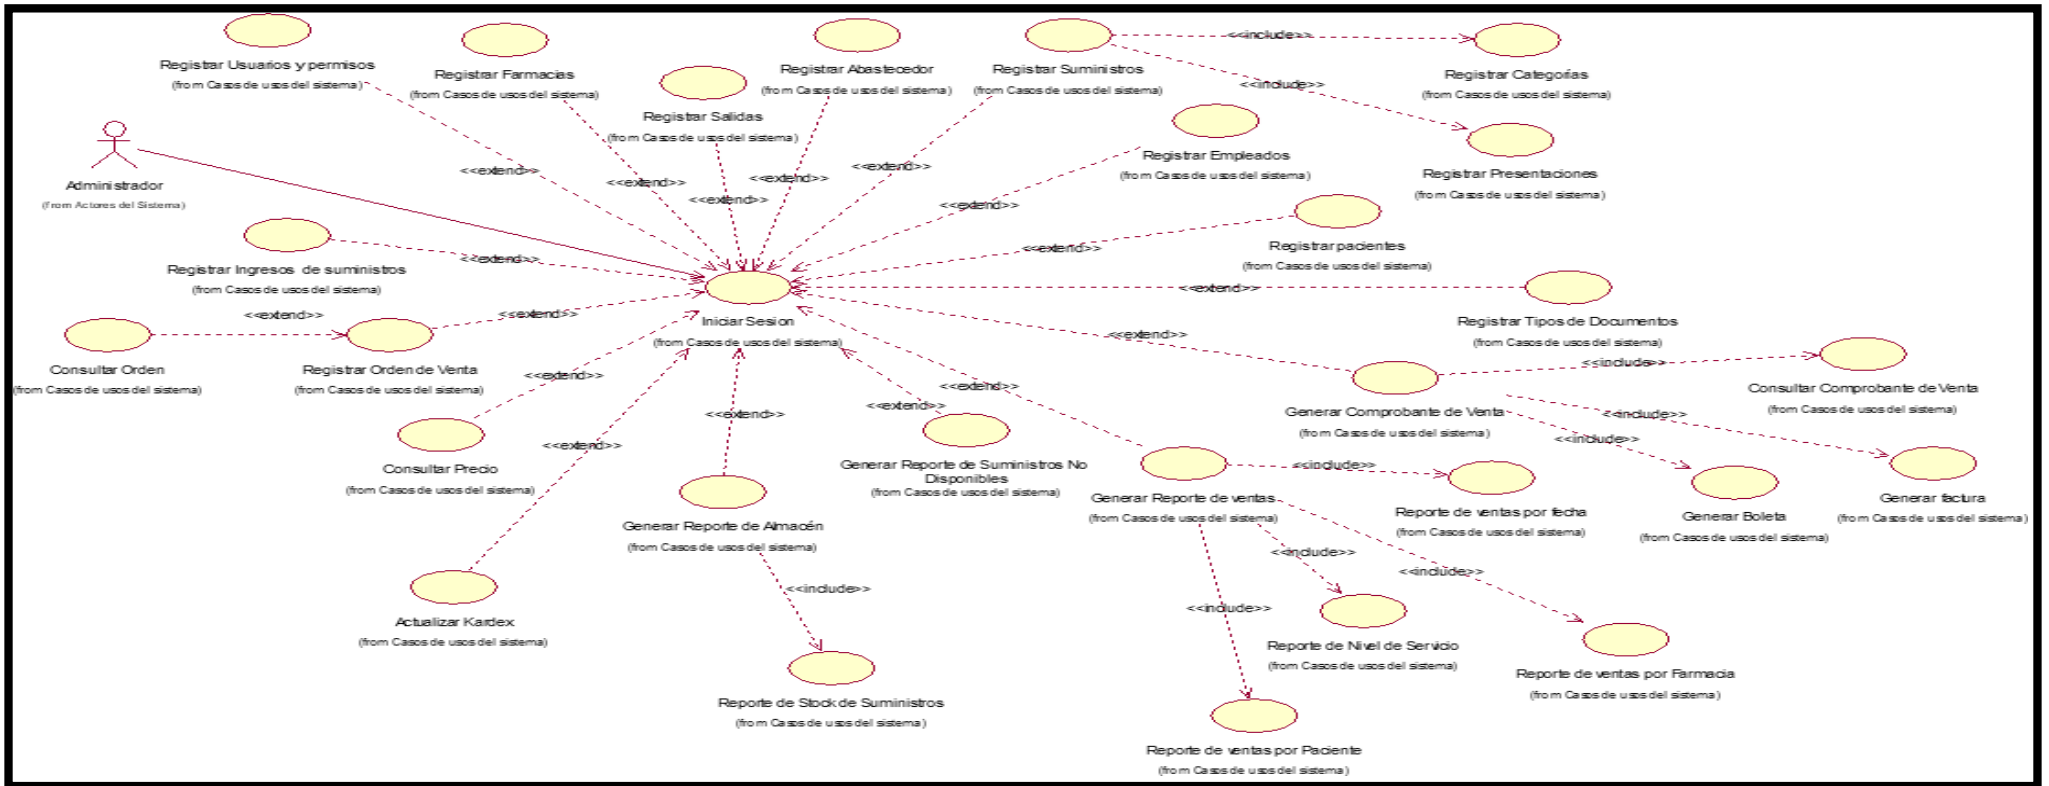 Registrar Usuarios y permisos
(from Casos de usos del sistema)
Registrar Farmacias
(from Casos de usos del sistema)
Registrar Salidas
(from Casos de usos del sistema)
Registrar Abastecedor
(from Casos de usos del sistema)
Registrar Suministros
(from Casos de usos del sistema)
<<include>>
<<include>>
Registrar Categorías
(from Casos de usos del sistema)
Registrar Presentaciones
(from Casos de usos del sistema)
Registrar Empleados
(from Casos de usos del sistema)
Administrador
(from Actores del Sistema)
<<extend>>
<<extend>>
<<extend>>
<<extend>>
<<extend>>
<<extend>>
<<extend>>
Registrar pacientes
(from Casos de usos del sistema)
Registrar Ingresos de suministros
(from Casos de usos del sistema)
<<extend>>
<<extend>>
Registrar Tipos de Documentos
(from Casos de usos del sistema)
Iniciar Sesion
(from Casos de usos del sistema)
Consultar Orden
(from Casos de usos del sistema)
<<extend>>
Registrar Orden de Venta
(from Casos de usos del sistema)
<<extend>>
<<extend>>
Generar Comprobante de Venta
(from Casos de usos del sistema)
<<include>>
Consultar Comprobante de Venta
(from Casos de usos del sistema)
<<include>>
<<include>>
Generar Boleta
(from Casos de usos del sistema)
Generar factura
(from Casos de usos del sistema)
<<extend>>
Consultar Precio
(from Casos de usos del sistema)
<<extend>>
<<extend>>
<<extend>>
<<extend>>
Generar Reporte de Suministros No
Disponibles
(from Casos de usos del sistema)
Generar Reporte de Almacén
(from Casos de usos del sistema)
Generar Reporte de ventas
(from Casos de usos del sistema)
<<include>>
Reporte de ventas por fecha
(from Casos de usos del sistema)
<<include>>
<<include>>
<<include>>
<<include>>
Actualizar Kardex
(from Casos de usos del sistema)
Reporte de Nivel de Servicio
(from Casos de usos del sistema)
Reporte de ventas por Farmacia
(from Casos de usos del sistema)
Reporte de Stock de Suministros
(from Casos de usos del sistema)
Reporte de ventas por Paciente
(from Casos de usos del sistema)